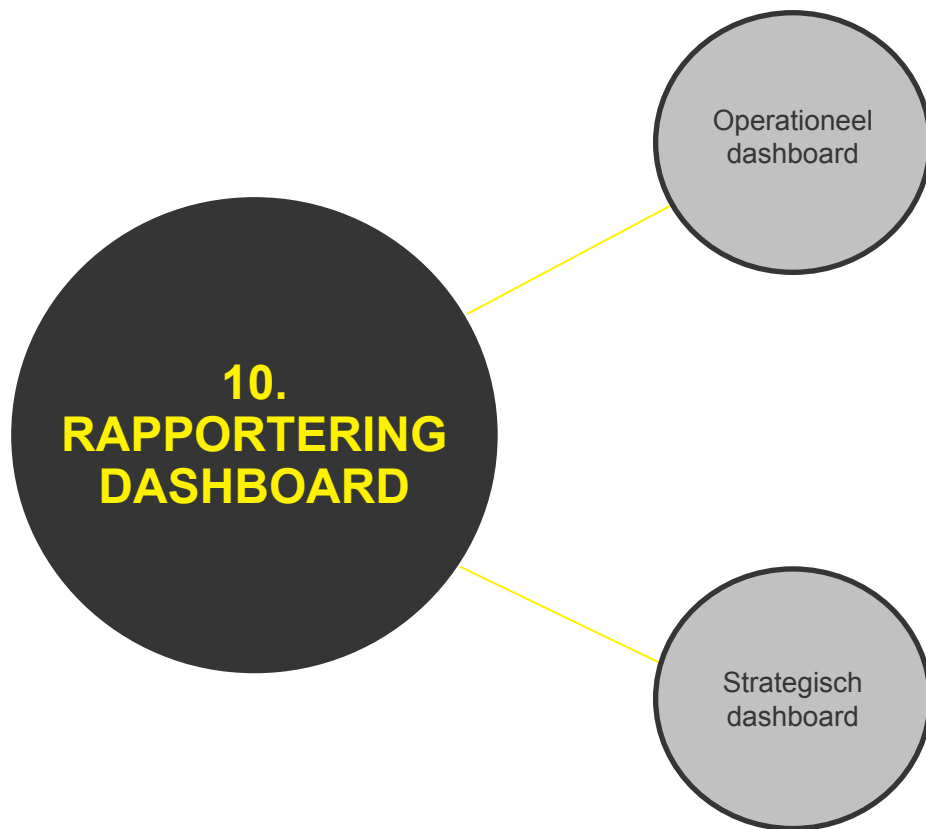 Operationeel
dashboard
10.
RAPPORTERING
DASHBOARD
Strategisch
dashboard